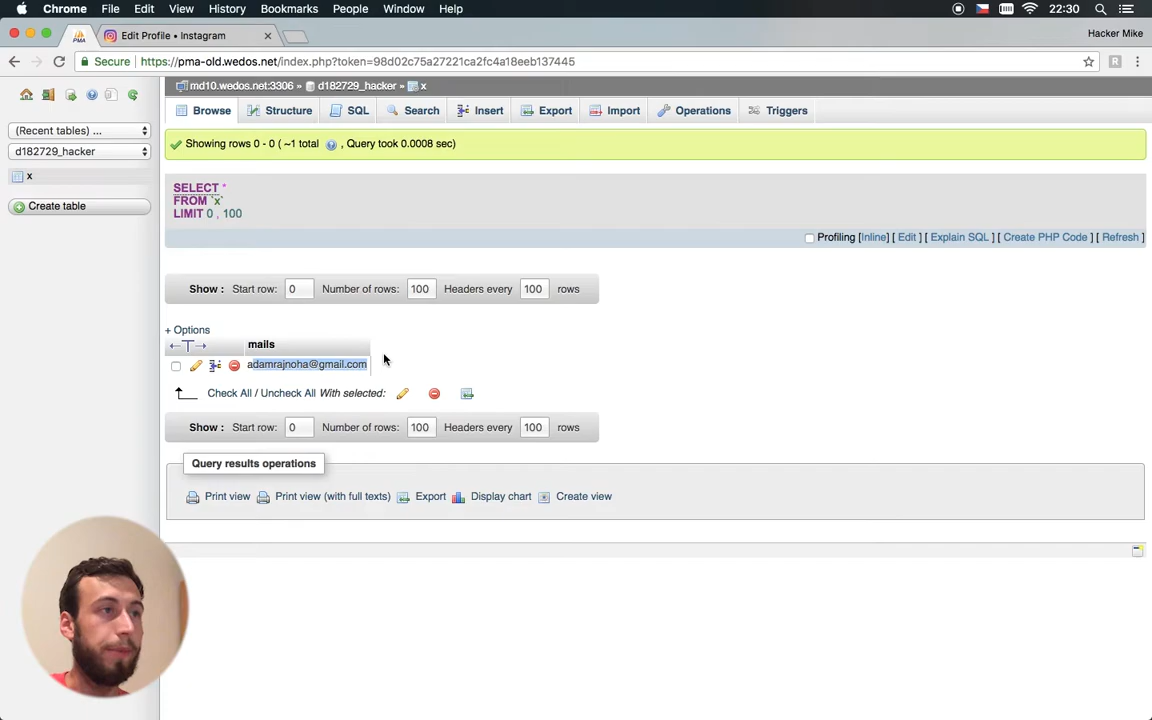 Chrome File Edit View History Bookmarks People Window Help 22:30
PMA Edit Profile • Instagram Hacker Mike
Secure https://pma-old.wedos.net/index.php?token=98d02c75a27221ca2fc4a18eeb137445 R
md10.wedos.net:3306 » d182729_hacker » x
Browse Structure SQL Search Insert Export Import Operations Triggers
(Recent tables) ...
d182729_hacker
x
Create table
Showing rows 0 - 0 ( ~1 total , Query took 0.0008 sec)
SELECT *
FROM `x`
LIMIT 0 , 100
Profiling [Inline] [ Edit ] [ Explain SQL ] [ Create PHP Code ] [ Refresh ]
Show : Start row: 0 Number of rows: 100 Headers every 100 rows
+ Options
←T→ mails
adamrajnoha@gmail.com
Check All / Uncheck All With selected:
Show : Start row: 0 Number of rows: 100 Headers every 100 rows
Query results operations
Print view Print view (with full texts) Export Display chart Create view